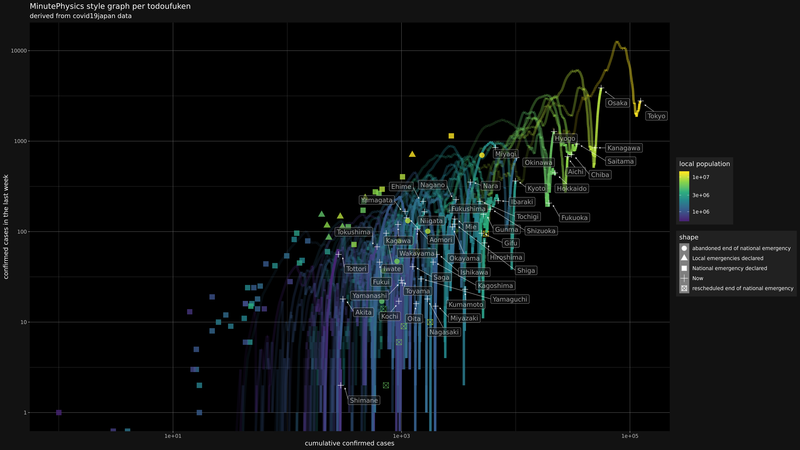 MinutePhysics style graph per todoufuken
derived from covid19japan data
confirmed cases in the last week
10000
1000
100
10
1
1e+01
1e+03
1e+05
cumulative confirmed cases
Osaka
Tokyo
Hyogo
Kanagawa
Miyagi
Saitama
Okinawa
Aichi
Chiba
Nagano
Nara
Kyoto
Hokkaido
Ehime
Yamagata
Ibaraki
Fukushima
Tochigi
Fukuoka
Niigata
Mie
Gunma
Shizuoka
Tokushima
Kagawa
Aomori
Gifu
Wakayama
Okayama
Hiroshima
Tottori
Iwate
Ishikawa
Shiga
Fukui
Saga
Kagoshima
Yamanashi
Toyama
Yamaguchi
Akita
Kochi
Oita
Kumamoto
Miyazaki
Nagasaki
Shimane
local population
1e+07
3e+06
1e+06
shape
abandoned end of national emergency
Local emergencies declared
National emergency declared
Now
rescheduled end of national emergency